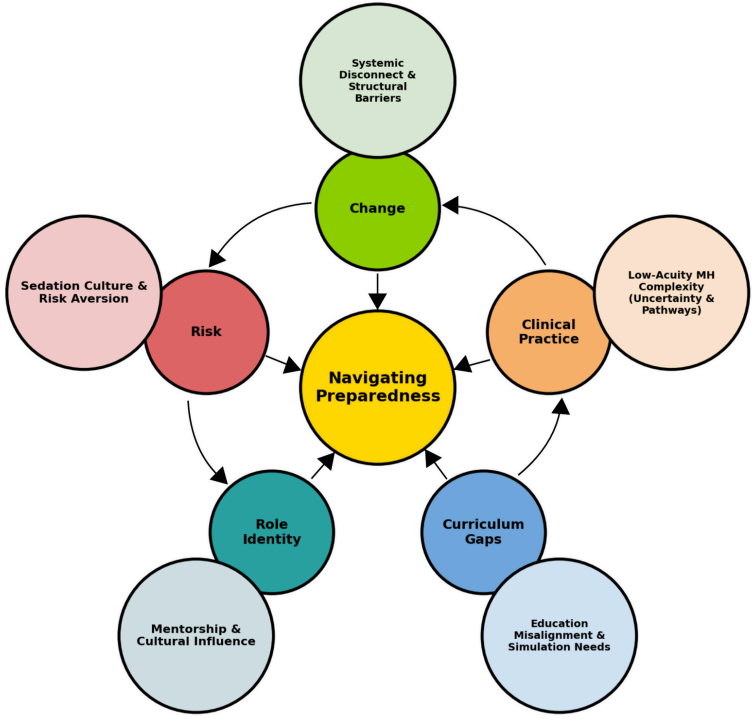 Systemic
Disconnect &
Structural
Barriers
Change
Sedation Culture &
Risk Aversion
Risk
Low-Acuity MH
Complexity
(Uncertainty &
Pathways)
Clinical
Practice
Navigating
Preparedness
Role
Identity
Curriculum
Gaps
Mentorship &
Cultural Influence
Education
Misalignment &
Simulation Needs